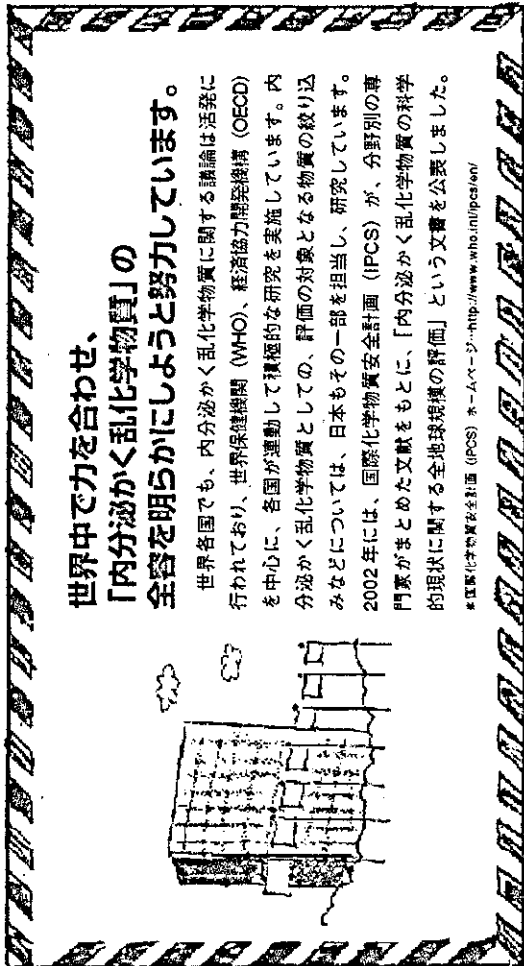 世界中で力を合わせ、
「内分泌かく乱化学物質」の
全容を明らかにしようと努力しています。
世界各国でも、内分泌かく乱化学物質に関する議論は活発に
行われており、世界保健機関（WHO）、経済協力開発機構（OECD）
を中心に、各国が連動して積極的な研究を実施しています。内
分泌かく乱化学物質としての、評価の対象となる物質の絞り込
みなどについては、日本もその一部を担当し、研究しています。
2002年には、国際化学物質安全計画（IPCS）が、分野別の専
門家がまとめた文献をもとに、「内分泌かく乱化学物質の科学
的現状に関する全地球規模の評価」という文書を公表しました。
※国際化学物質安全計画（IPCS）ホームページ…http://www.who.int/ipcs/en/